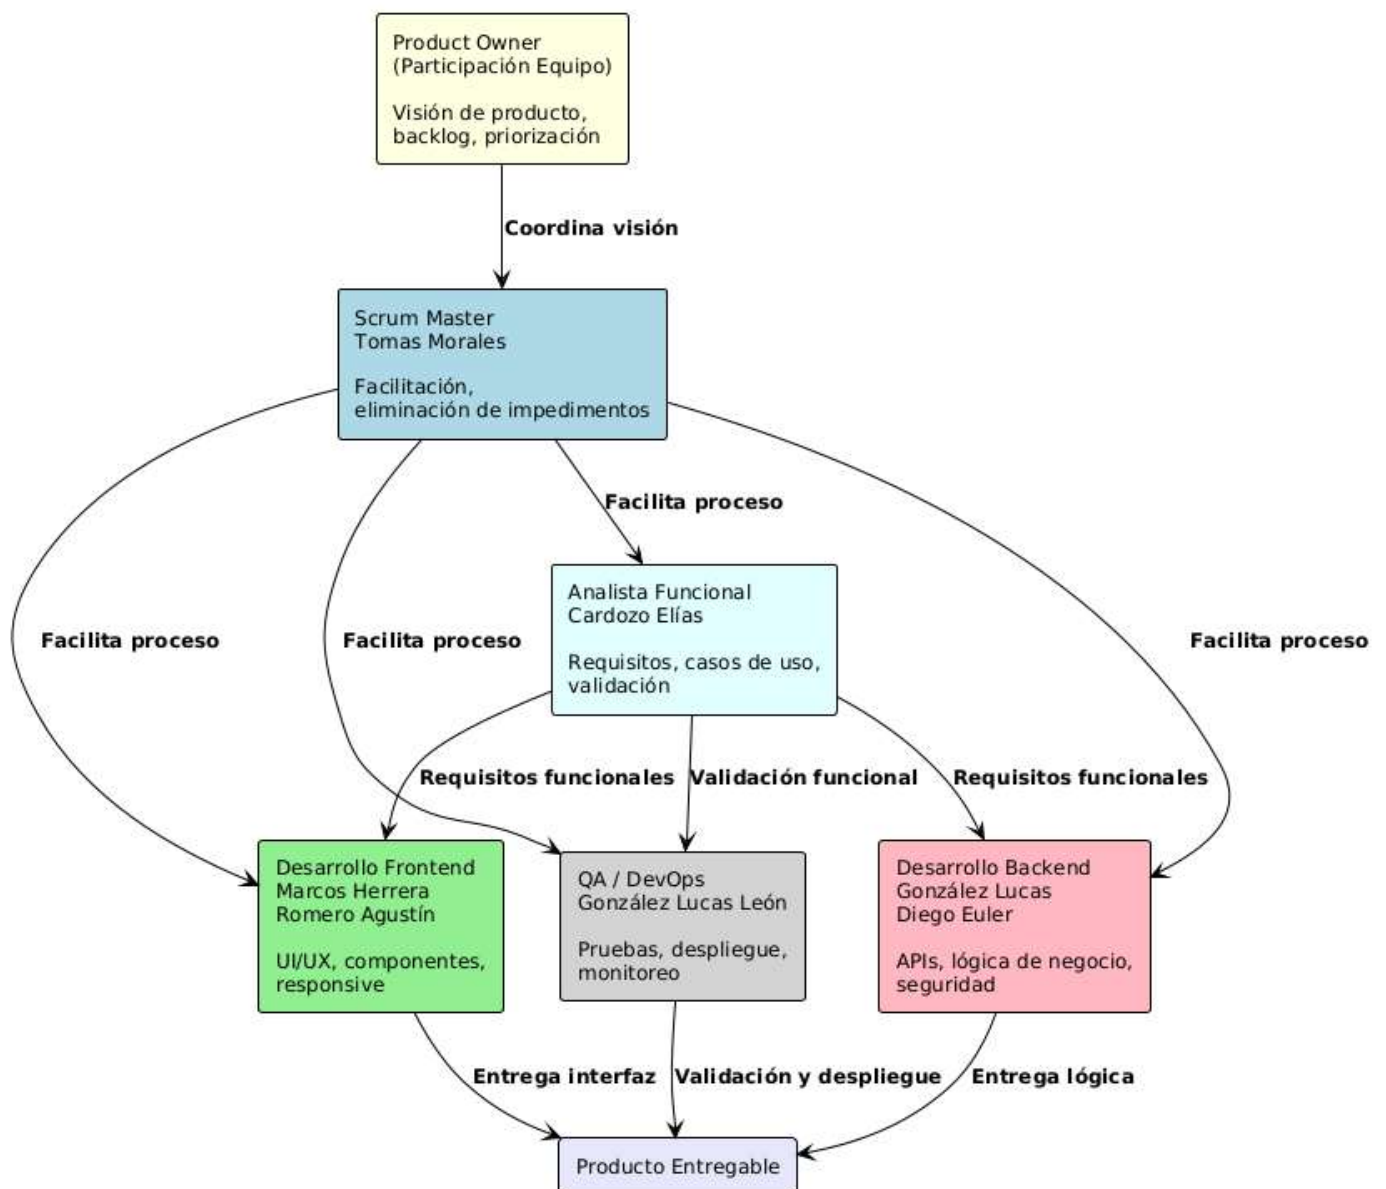 Product Owner
(Participación Equipo)
Visión de producto,
backlog, priorización
Coordina visión
Scrum Master
Tomas Morales
Facilitación,
eliminación de impedimentos
Facilita proceso
Analista Funcional
Cardozo Elías
Requisitos, casos de uso,
validación
Facilita proceso
Facilita proceso
Facilita proceso
Requisitos funcionales
Validación funcional
Requisitos funcionales
Desarrollo Frontend
Marcos Herrera
Romero Agustín
UI/UX, componentes,
responsive
QA / DevOps
González Lucas León
Pruebas, despliegue,
monitoreo
Desarrollo Backend
González Lucas
Diego Euler
APIs, lógica de negocio,
seguridad
Entrega interfaz
Validación y despliegue
Entrega lógica
Producto Entregable